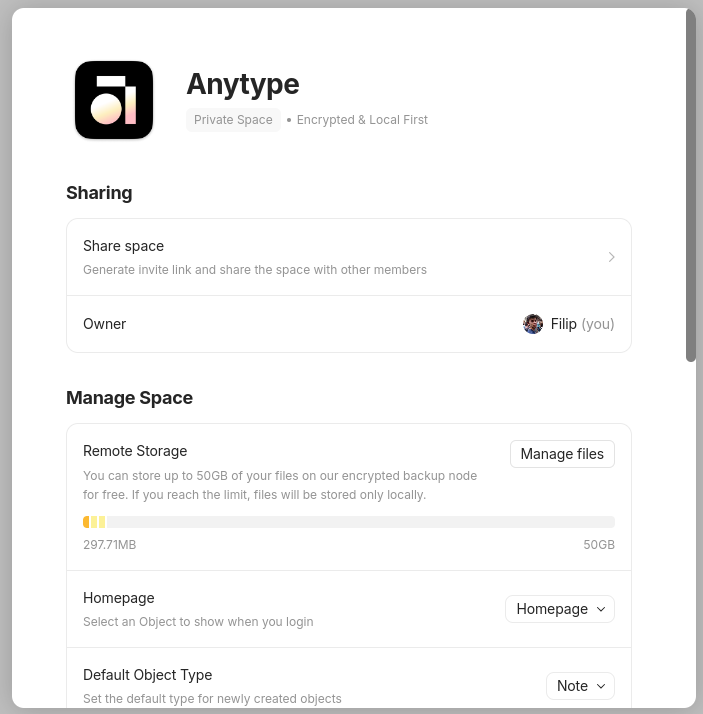 Anytype
Private Space • Encrypted & Local First
Sharing
Share space
Generate invite link and share the space with other members
Owner
Filip (you)
Manage Space
Remote Storage
Manage files
You can store up to 50GB of your files on our encrypted backup node
for free. If you reach the limit, files will be stored only locally.
297.71MB
50GB
Homepage
Homepage
Select an Object to show when you login
Default Object Type
Note
Set the default type for newly created objects